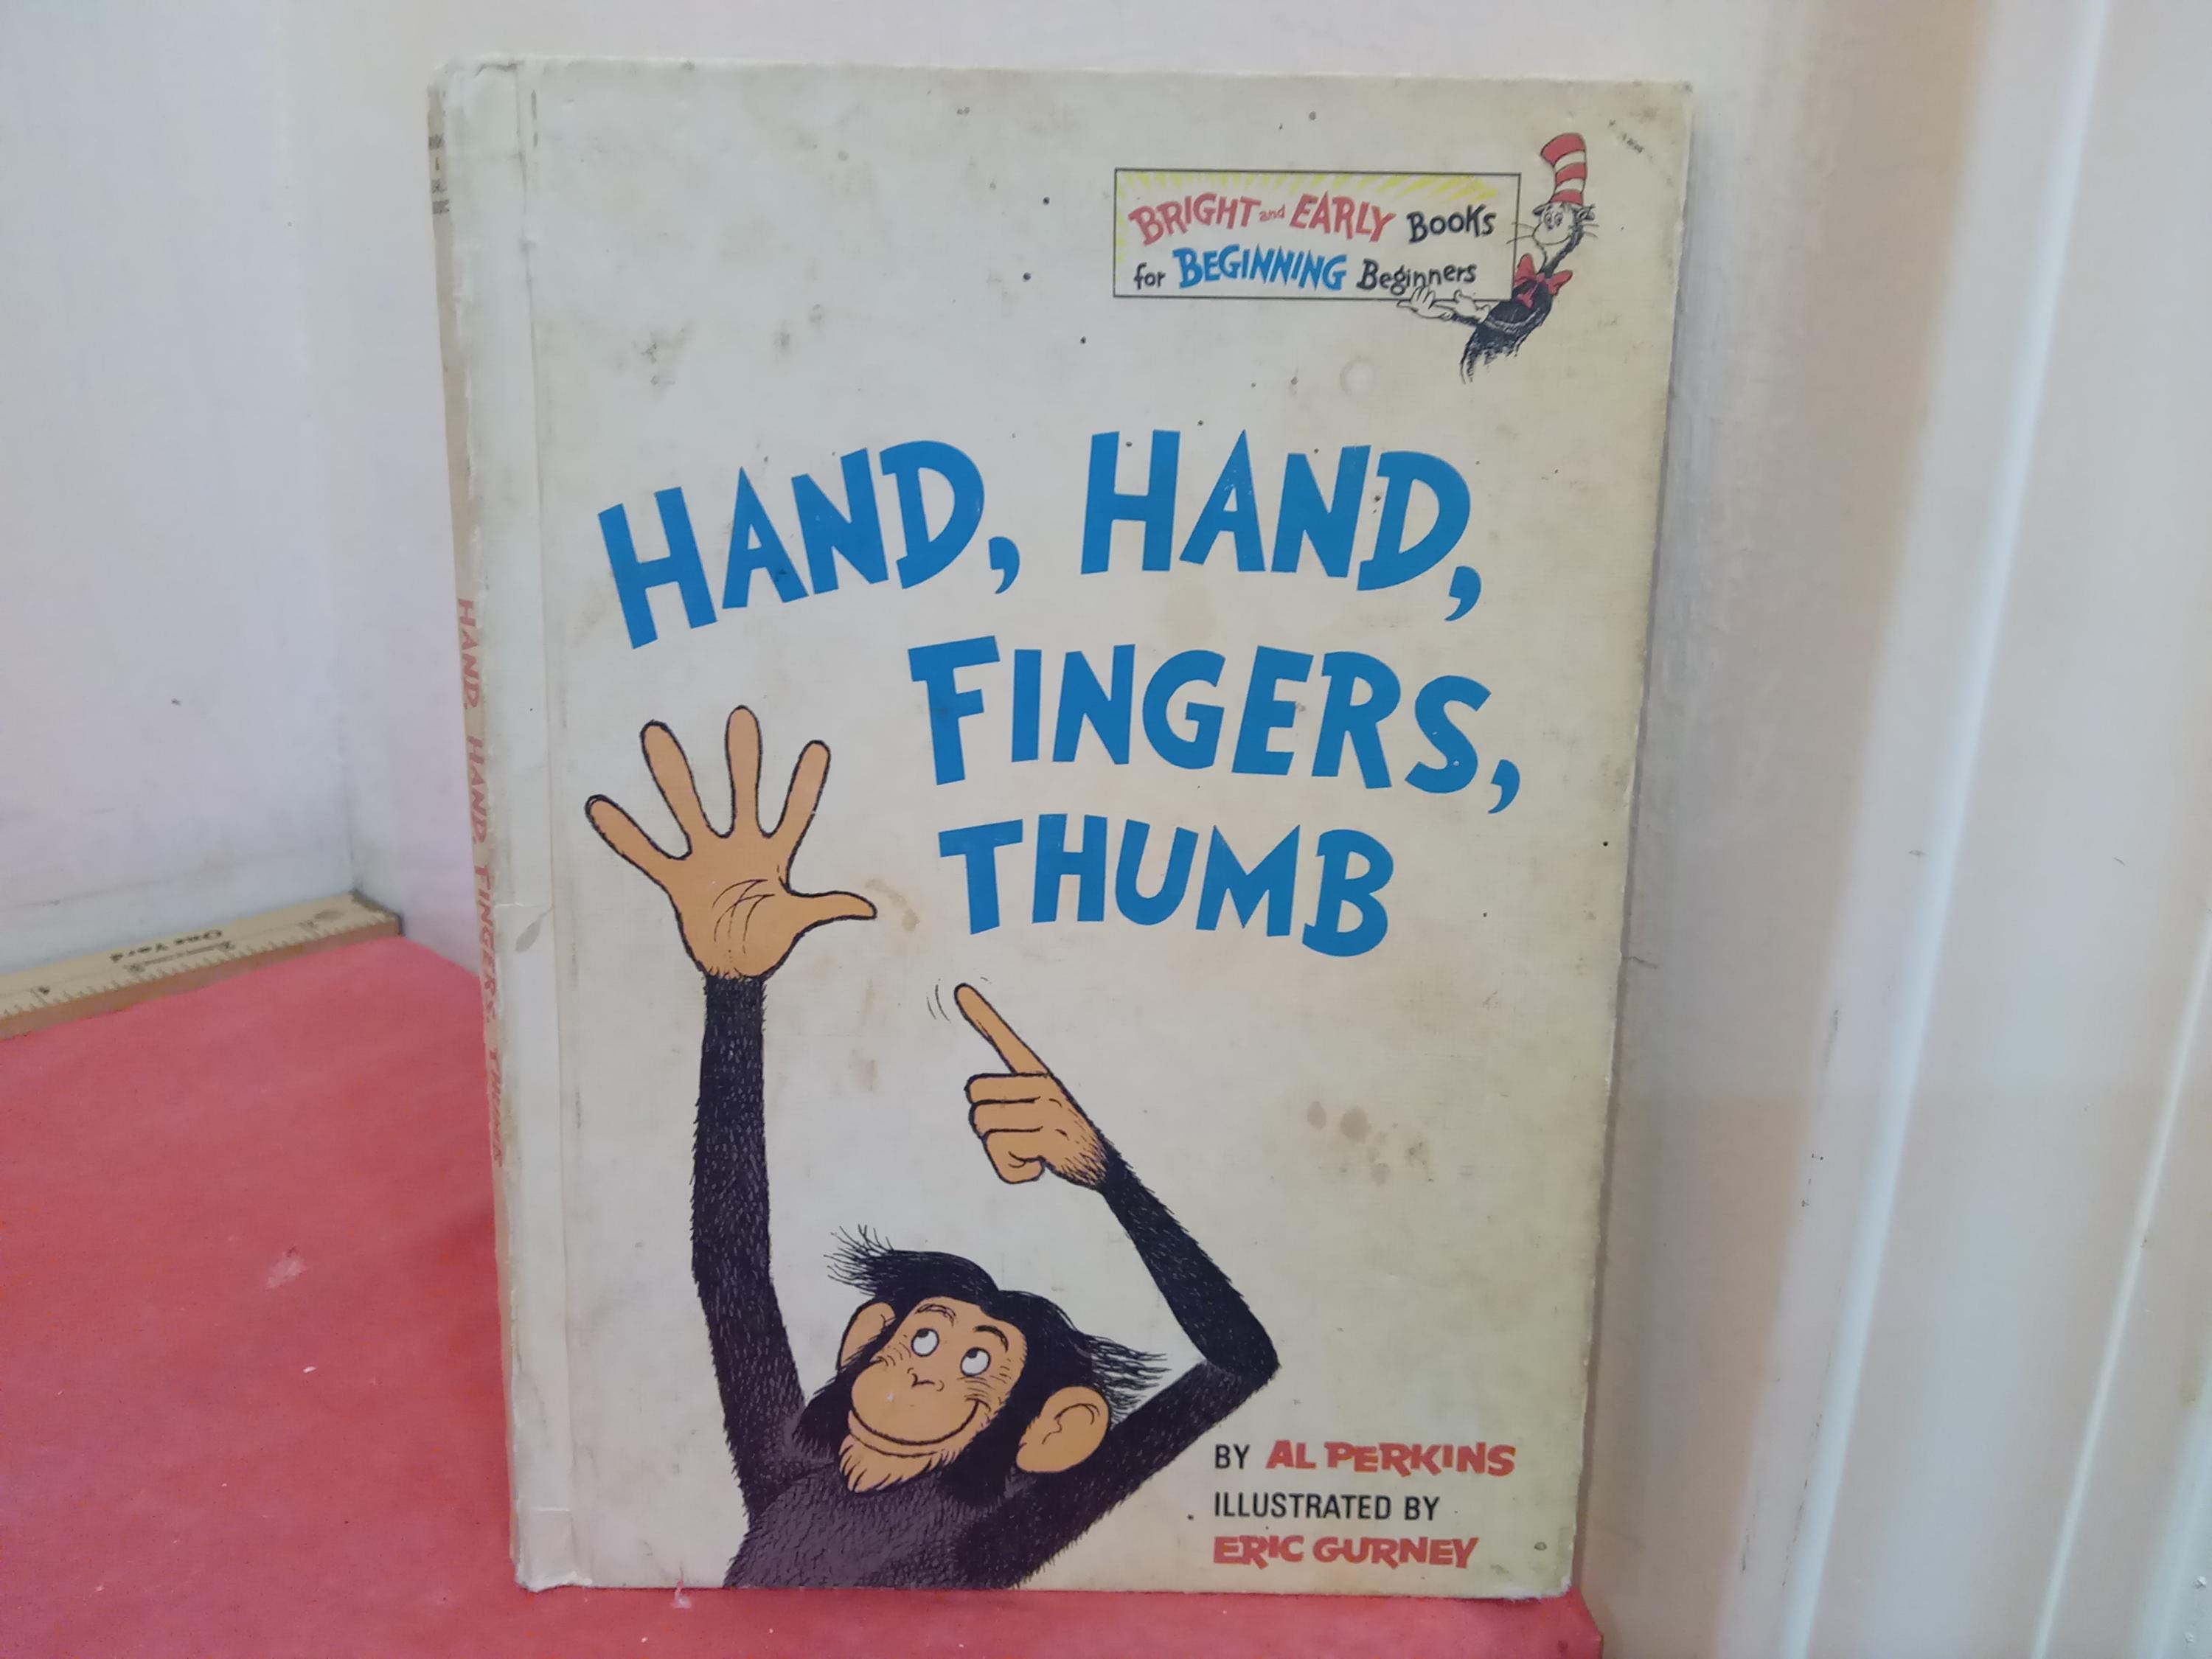 BRIGHT and EARLY BOOKS
for BEGINNING Beginners
HAND, HAND,
FINGERS,
THUMB
BY AL PERKINS
ILLUSTRATED BY
ERIC GURNEY
HAND, HAND, FINGERS, THUMB
One Yard